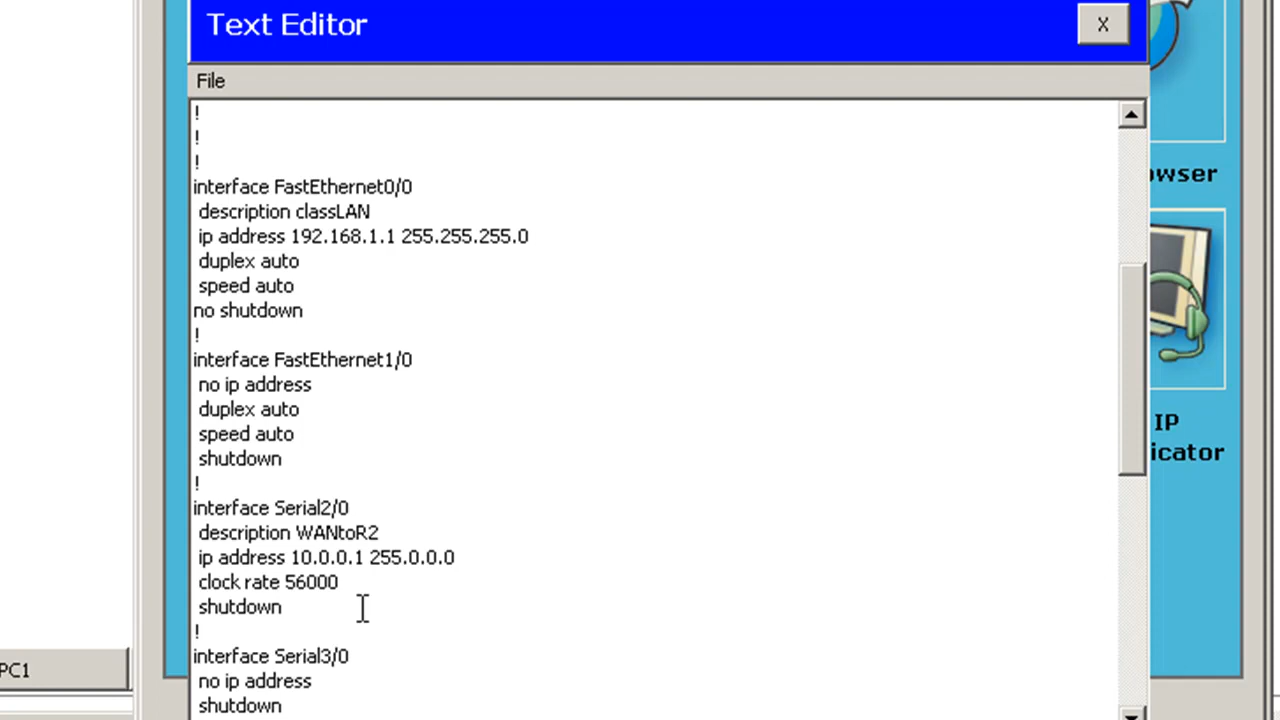 Text Editor
X
File
!
!
!
interface FastEthernet0/0
description classLAN
ip address 192.168.1.1 255.255.255.0
duplex auto
speed auto
no shutdown
!
interface FastEthernet1/0
no ip address
duplex auto
speed auto
shutdown
!
interface Serial2/0
description WANtoR2
ip address 10.0.0.1 255.0.0.0
clock rate 56000
shutdown
!
interface Serial3/0
no ip address
shutdown
owser
IP
icator
PC1